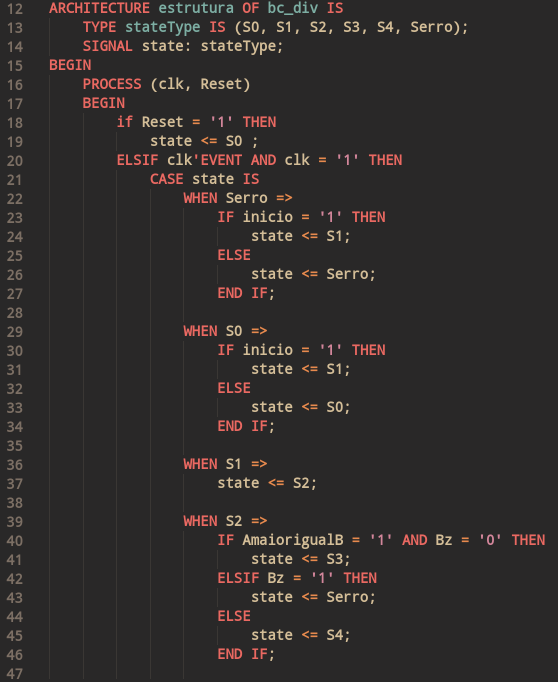 12 ARCHITECTURE estrutura OF bc_div IS
13     TYPE stateType IS (S0, S1, S2, S3, S4, Serro);
14     SIGNAL state: stateType;
15 BEGIN
16     PROCESS (clk, Reset)
17     BEGIN
18         if Reset = '1' THEN
19             state <= S0 ;
20         ELSIF clk'EVENT AND clk = '1' THEN
21             CASE state IS
22                 WHEN Serro =>
23                     IF inicio = '1' THEN
24                         state <= S1;
25                     ELSE
26                         state <= Serro;
27                     END IF;
28
29                 WHEN S0 =>
30                     IF inicio = '1' THEN
31                         state <= S1;
32                     ELSE
33                         state <= S0;
34                     END IF;
35
36                 WHEN S1 =>
37                     state <= S2;
38
39                 WHEN S2 =>
40                     IF AmaiorigualB = '1' AND Bz = '0' THEN
41                         state <= S3;
42                     ELSIF Bz = '1' THEN
43                         state <= Serro;
44                     ELSE
45                         state <= S4;
46                     END IF;
47